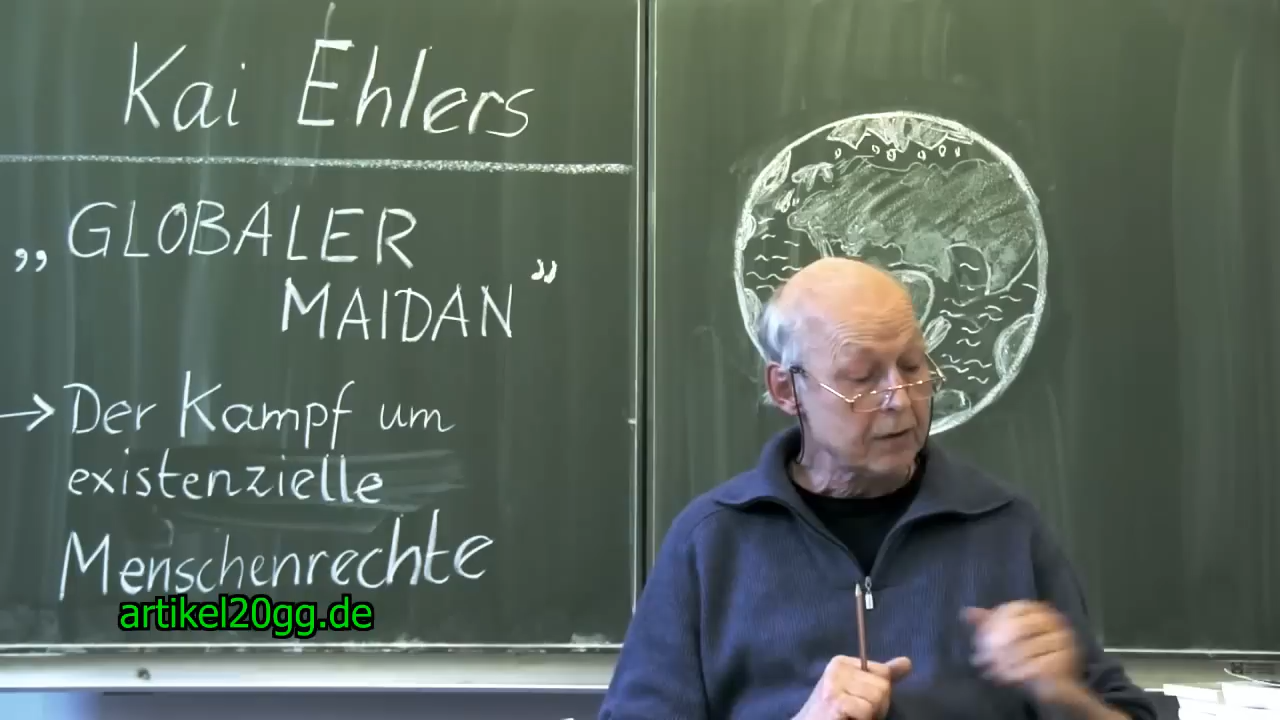 Kai Ehlers
„GLOBALER
MAIDAN”
→ Der Kampf um
existenzielle
Menschenrechte
artikel20gg.de